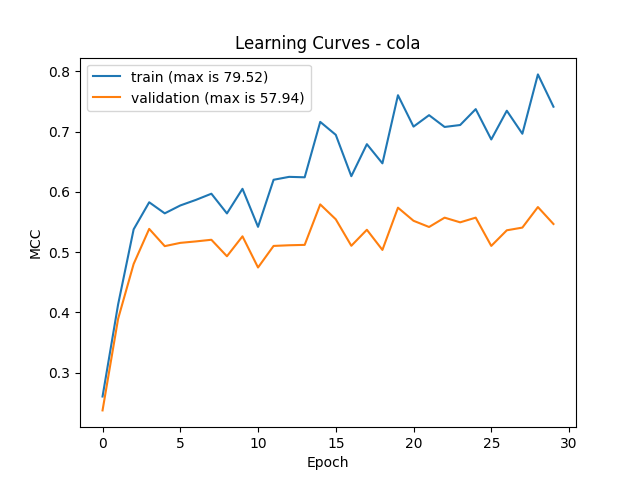 Learning Curves - cola
train (max is 79.52)
validation (max is 57.94)
0.8
0.7
0.6
0.5
0.4
0.3
MCC
0 5 10 15 20 25 30
Epoch